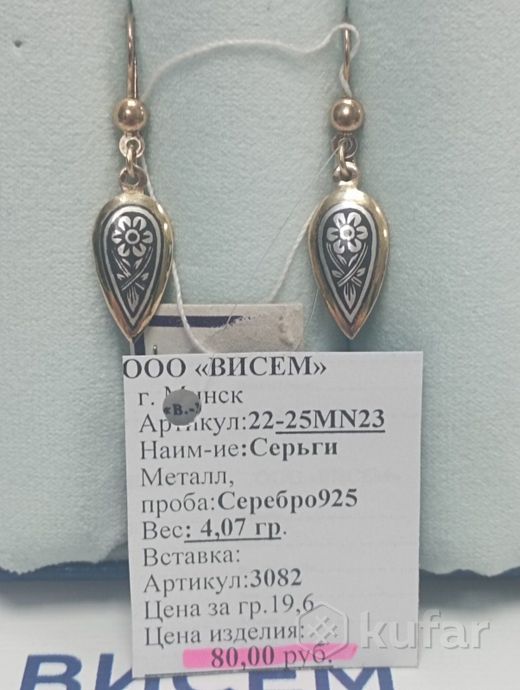 ООО «ВИСЕМ»
г. Минск
«В.-
Артикул:22-25MN23
Наим-ие:Серьги
Металл,
проба:Серебро925
Вес: 4,07 гр.
Вставка:
Артикул:3082
Цена за гр.19,6
Цена изделия:
80,00 руб.
kufar
ВИСЕМ